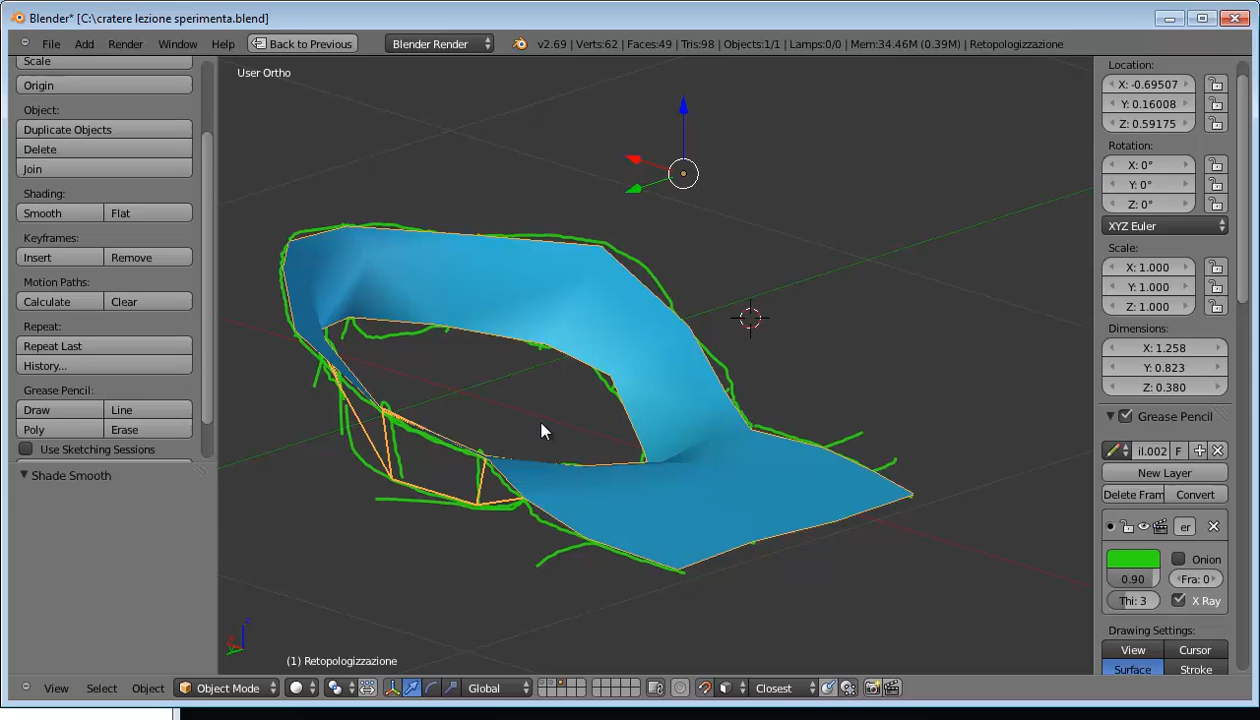 Blender* [C:\cratere lezione sperimenta.blend]
File Add Render Window Help Back to Previous Blender Render v2.69 | Verts:62 | Faces:49 | Tris:98 | Objects:1/1 | Lamps:0/0 | Mem:34.46M (0.39M) | Retopologizzazione
Scale
Origin
Object:
Duplicate Objects
Delete
Join
Shading:
Smooth Flat
Keyframes:
Insert Remove
Motion Paths:
Calculate Clear
Repeat:
Repeat Last
History...
Grease Pencil:
Draw Line
Poly Erase
Use Sketching Sessions
Shade Smooth
User Ortho
(1) Retopologizzazione
Location:
X: -0.69507
Y: 0.16008
Z: 0.59175
Rotation:
X: 0°
Y: 0°
Z: 0°
XYZ Euler
Scale:
X: 1.000
Y: 1.000
Z: 1.000
Dimensions:
X: 1.258
Y: 0.823
Z: 0.380
Grease Pencil
il.002 F
New Layer
Delete Fram Convert
er
Onion
0.90 Fra: 0
Thi: 3 X Ray
Drawing Settings:
View Cursor
Surface Stroke
View Select Object Object Mode Global Closest